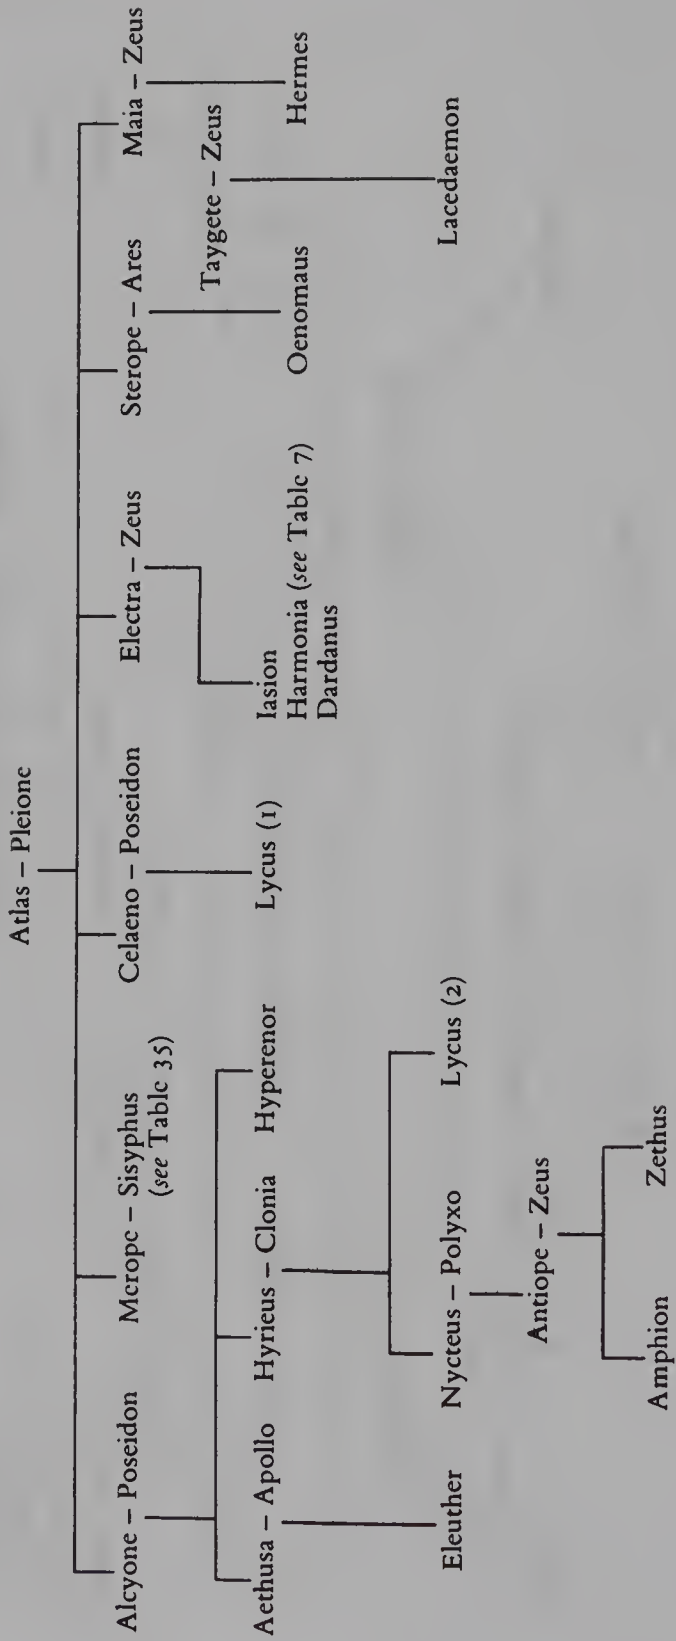 Atlas – Pleione
Alcyone – Poseidon
Merope – Sisyphus
(see Table 35)
Celaeno – Poseidon
Electra – Zeus
Sterope – Ares
Maia – Zeus
Taygete – Zeus
Aethusa – Apollo
Hyrieus – Clonia
Hyperenor
Lycus (1)
Iasion
Harmonia (see Table 7)
Dardanus
Oenomaus
Hermes
Eleuther
Nycteus – Polyxo
Lycus (2)
Lacedaemon
Antiope – Zeus
Amphion
Zethus